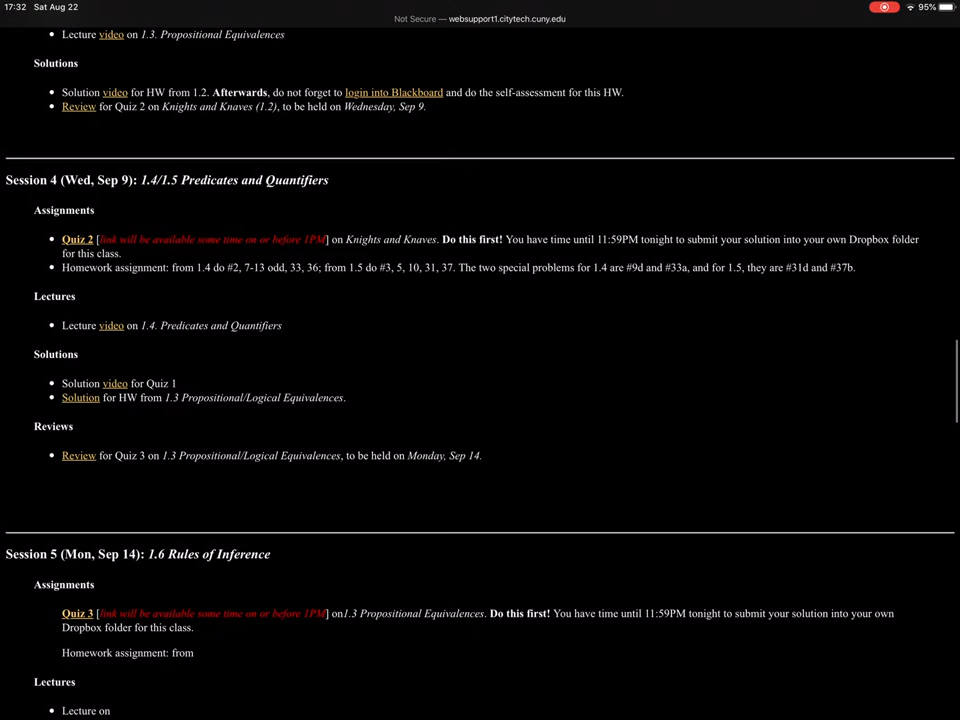 17:32 Sat Aug 22
95%
Not Secure — websupport1.citytech.cuny.edu
• Lecture video on 1.3. Propositional Equivalences
Solutions
• Solution video for HW from 1.2. Afterwards, do not forget to login into Blackboard and do the self-assessment for this HW.
• Review for Quiz 2 on Knights and Knaves (1.2), to be held on Wednesday, Sep 9.
Session 4 (Wed, Sep 9): 1.4/1.5 Predicates and Quantifiers
Assignments
• Quiz 2 [link will be available some time on or before 1PM] on Knights and Knaves. Do this first! You have time until 11:59PM tonight to submit your solution into your own Dropbox folder
for this class.
• Homework assignment: from 1.4 do #2, 7-13 odd, 33, 36; from 1.5 do #3, 5, 10, 31, 37. The two special problems for 1.4 are #9d and #33a, and for 1.5, they are #31d and #37b.
Lectures
• Lecture video on 1.4. Predicates and Quantifiers
Solutions
• Solution video for Quiz 1
• Solution for HW from 1.3 Propositional/Logical Equivalences.
Reviews
• Review for Quiz 3 on 1.3 Propositional/Logical Equivalences, to be held on Monday, Sep 14.
Session 5 (Mon, Sep 14): 1.6 Rules of Inference
Assignments
Quiz 3 [link will be available some time on or before 1PM] on1.3 Propositional Equivalences. Do this first! You have time until 11:59PM tonight to submit your solution into your own
Dropbox folder for this class.
Homework assignment: from
Lectures
• Lecture on